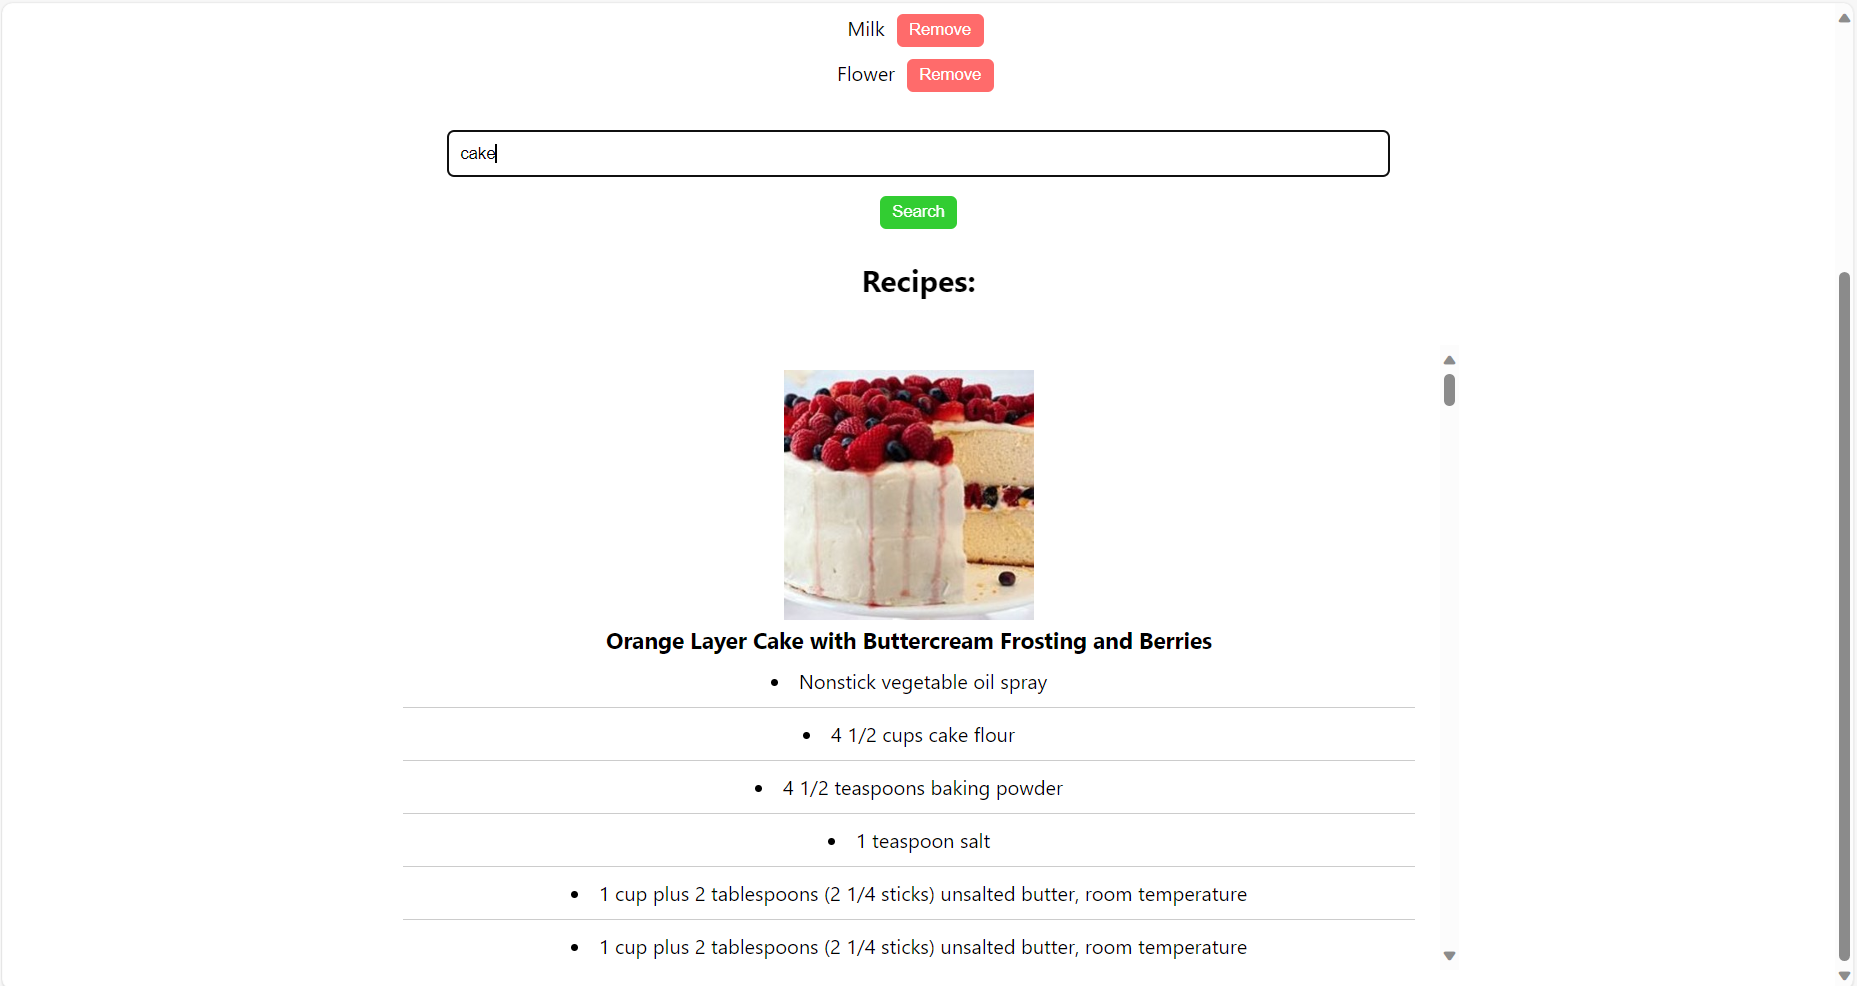 Milk Remove
Flower Remove
cake
Search
Recipes:
Orange Layer Cake with Buttercream Frosting and Berries
• Nonstick vegetable oil spray
• 4 1/2 cups cake flour
• 4 1/2 teaspoons baking powder
• 1 teaspoon salt
• 1 cup plus 2 tablespoons (2 1/4 sticks) unsalted butter, room temperature
• 1 cup plus 2 tablespoons (2 1/4 sticks) unsalted butter, room temperature